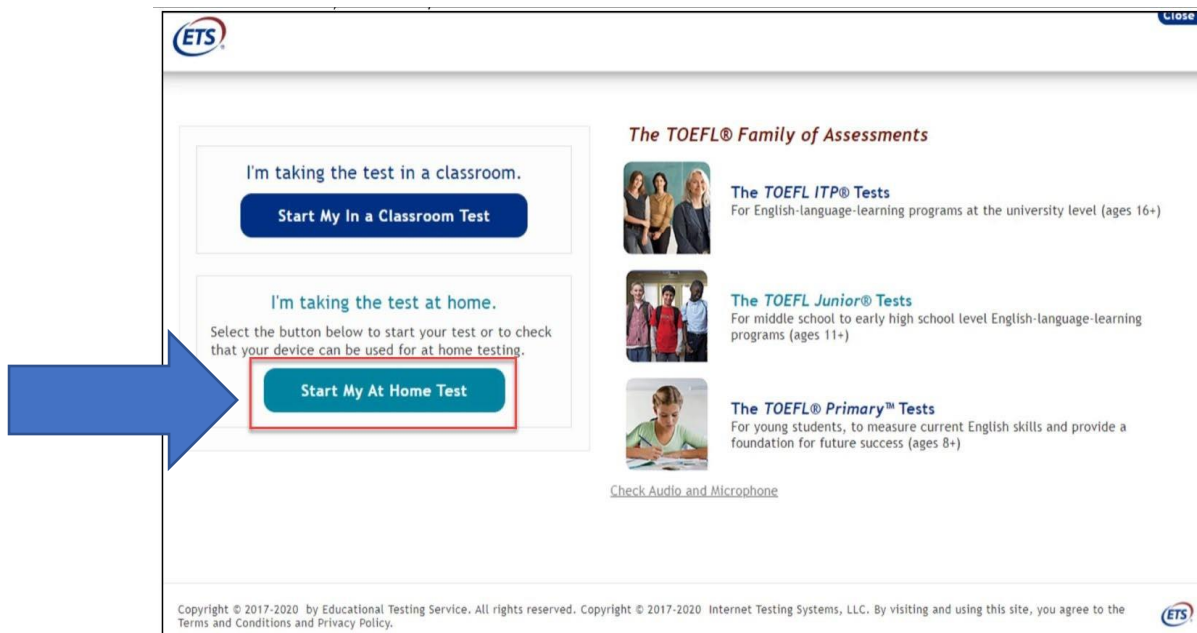 ETS®
Close
I'm taking the test in a classroom.
Start My In a Classroom Test
I'm taking the test at home.
Select the button below to start your test or to check
that your device can be used for at home testing.
Start My At Home Test
The TOEFL® Family of Assessments
The TOEFL ITP® Tests
For English-language-learning programs at the university level (ages 16+)
The TOEFL Junior® Tests
For middle school to early high school level English-language-learning
programs (ages 11+)
The TOEFL® Primary™ Tests
For young students, to measure current English skills and provide a
foundation for future success (ages 8+)
Check Audio and Microphone
Copyright © 2017-2020 by Educational Testing Service. All rights reserved. Copyright © 2017-2020 Internet Testing Systems, LLC. By visiting and using this site, you agree to the
Terms and Conditions and Privacy Policy.
ETS®